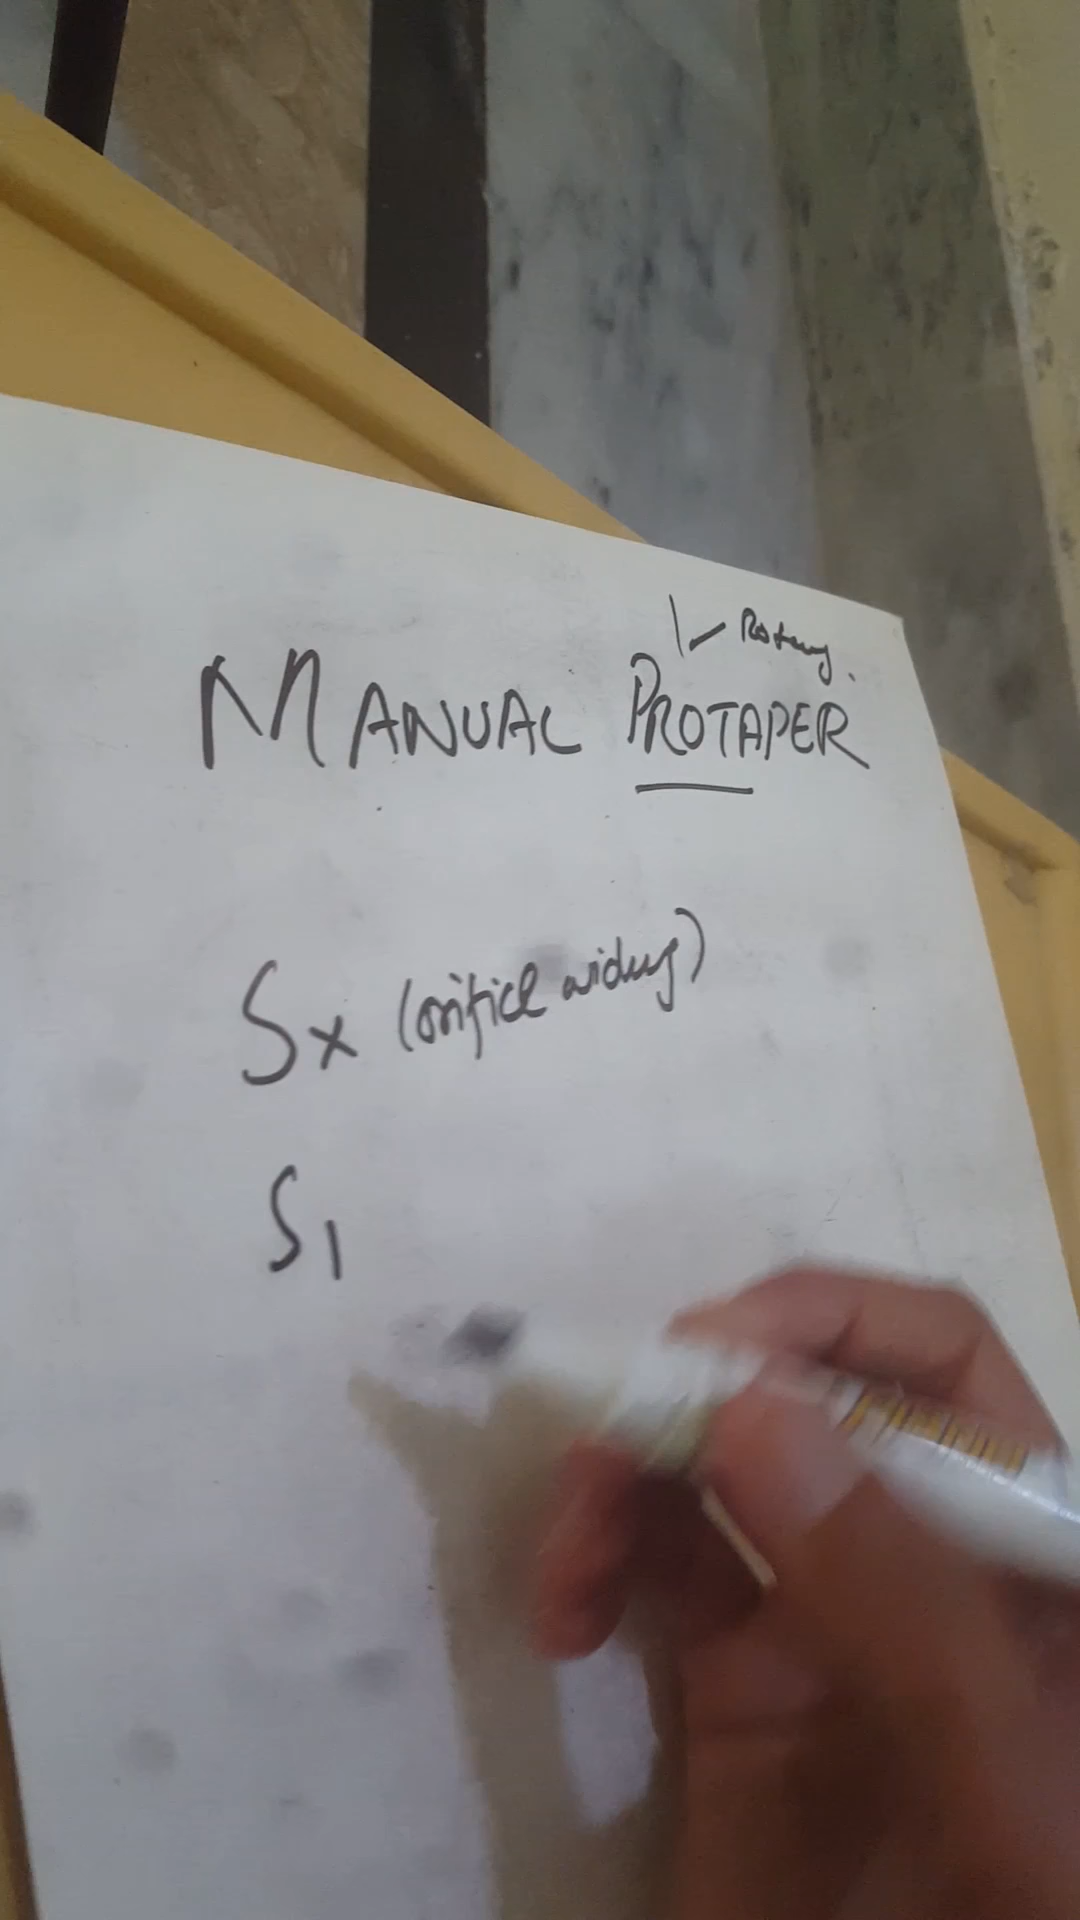 Rotary.
MANUAL PROTAPER
Sx (orifice widening)
S1